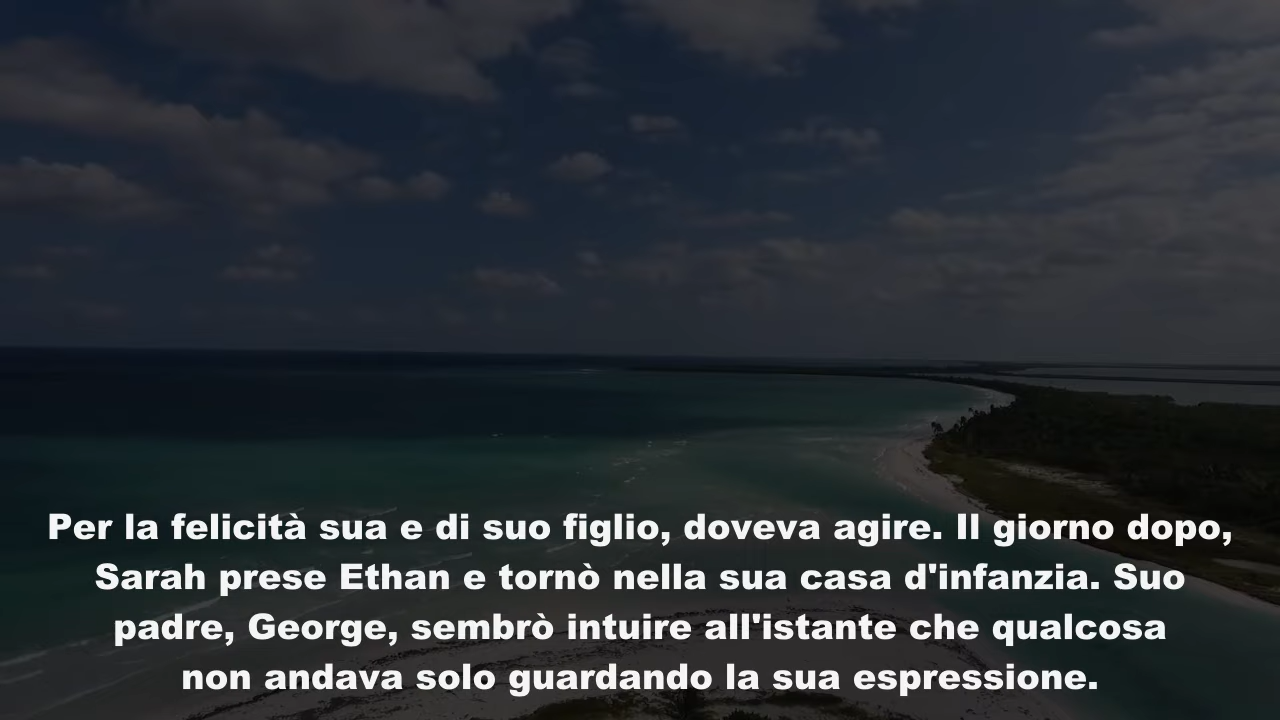 Per la felicità sua e di suo figlio, doveva agire. Il giorno dopo,
Sarah prese Ethan e tornò nella sua casa d'infanzia. Suo
padre, George, sembrò intuire all'istante che qualcosa
non andava solo guardando la sua espressione.